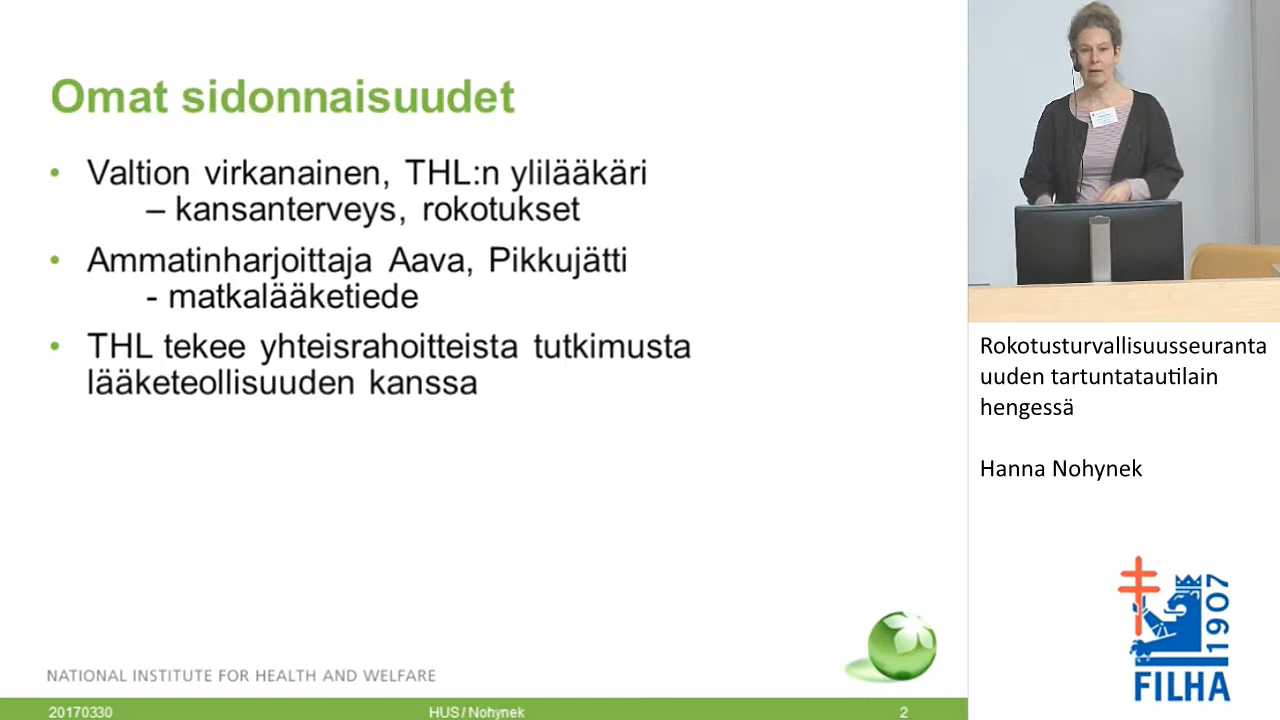 Omat sidonnaisuudet
• Valtion virkanainen, THL:n ylilääkäri
– kansanterveys, rokotukset
• Ammatinharjoittaja Aava, Pikkujätti
- matkalääketiede
• THL tekee yhteisrahoitteista tutkimusta
lääketeollisuuden kanssa
NATIONAL INSTITUTE FOR HEALTH AND WELFARE
20170330
HUS / Nohynek
2
Rokotusturvallisuusseuranta
uuden tartuntatautilain
hengessä
Hanna Nohynek
1907
FILHA